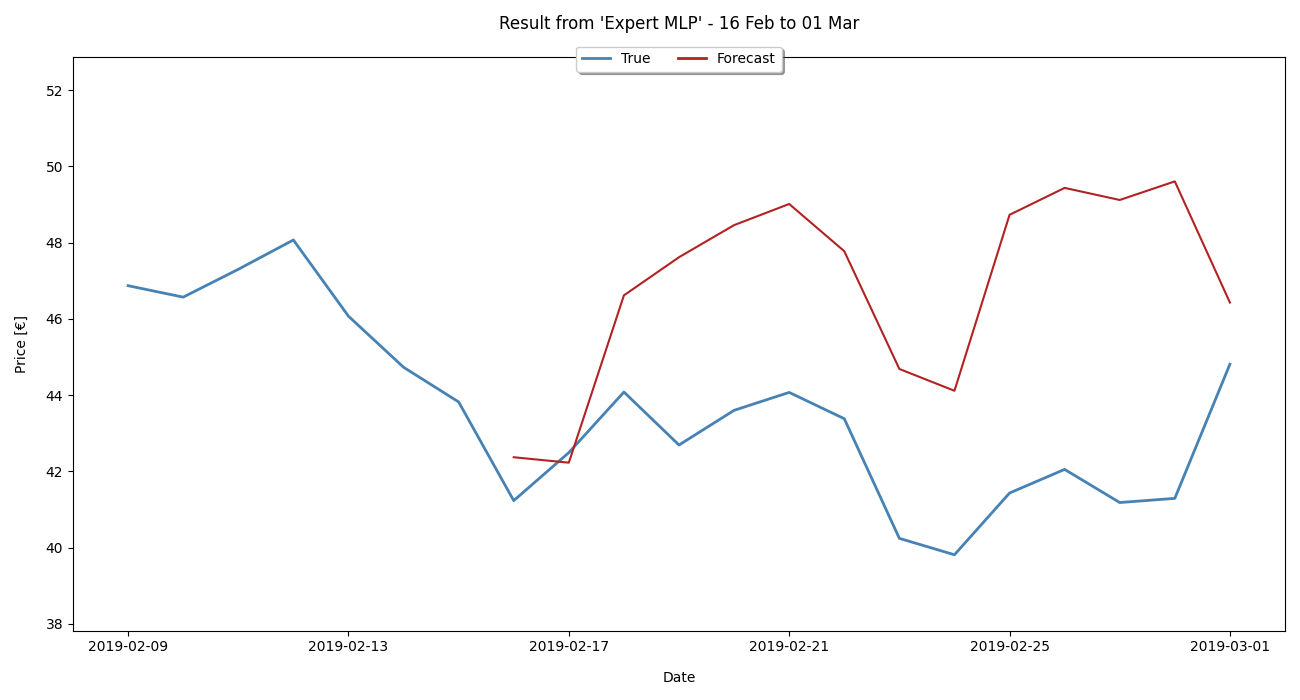 Result from 'Expert MLP' - 16 Feb to 01 Mar
True Forecast
52
50
48
46
44
42
40
38
Price [€]
2019-02-09 2019-02-13 2019-02-17 2019-02-21 2019-02-25 2019-03-01
Date